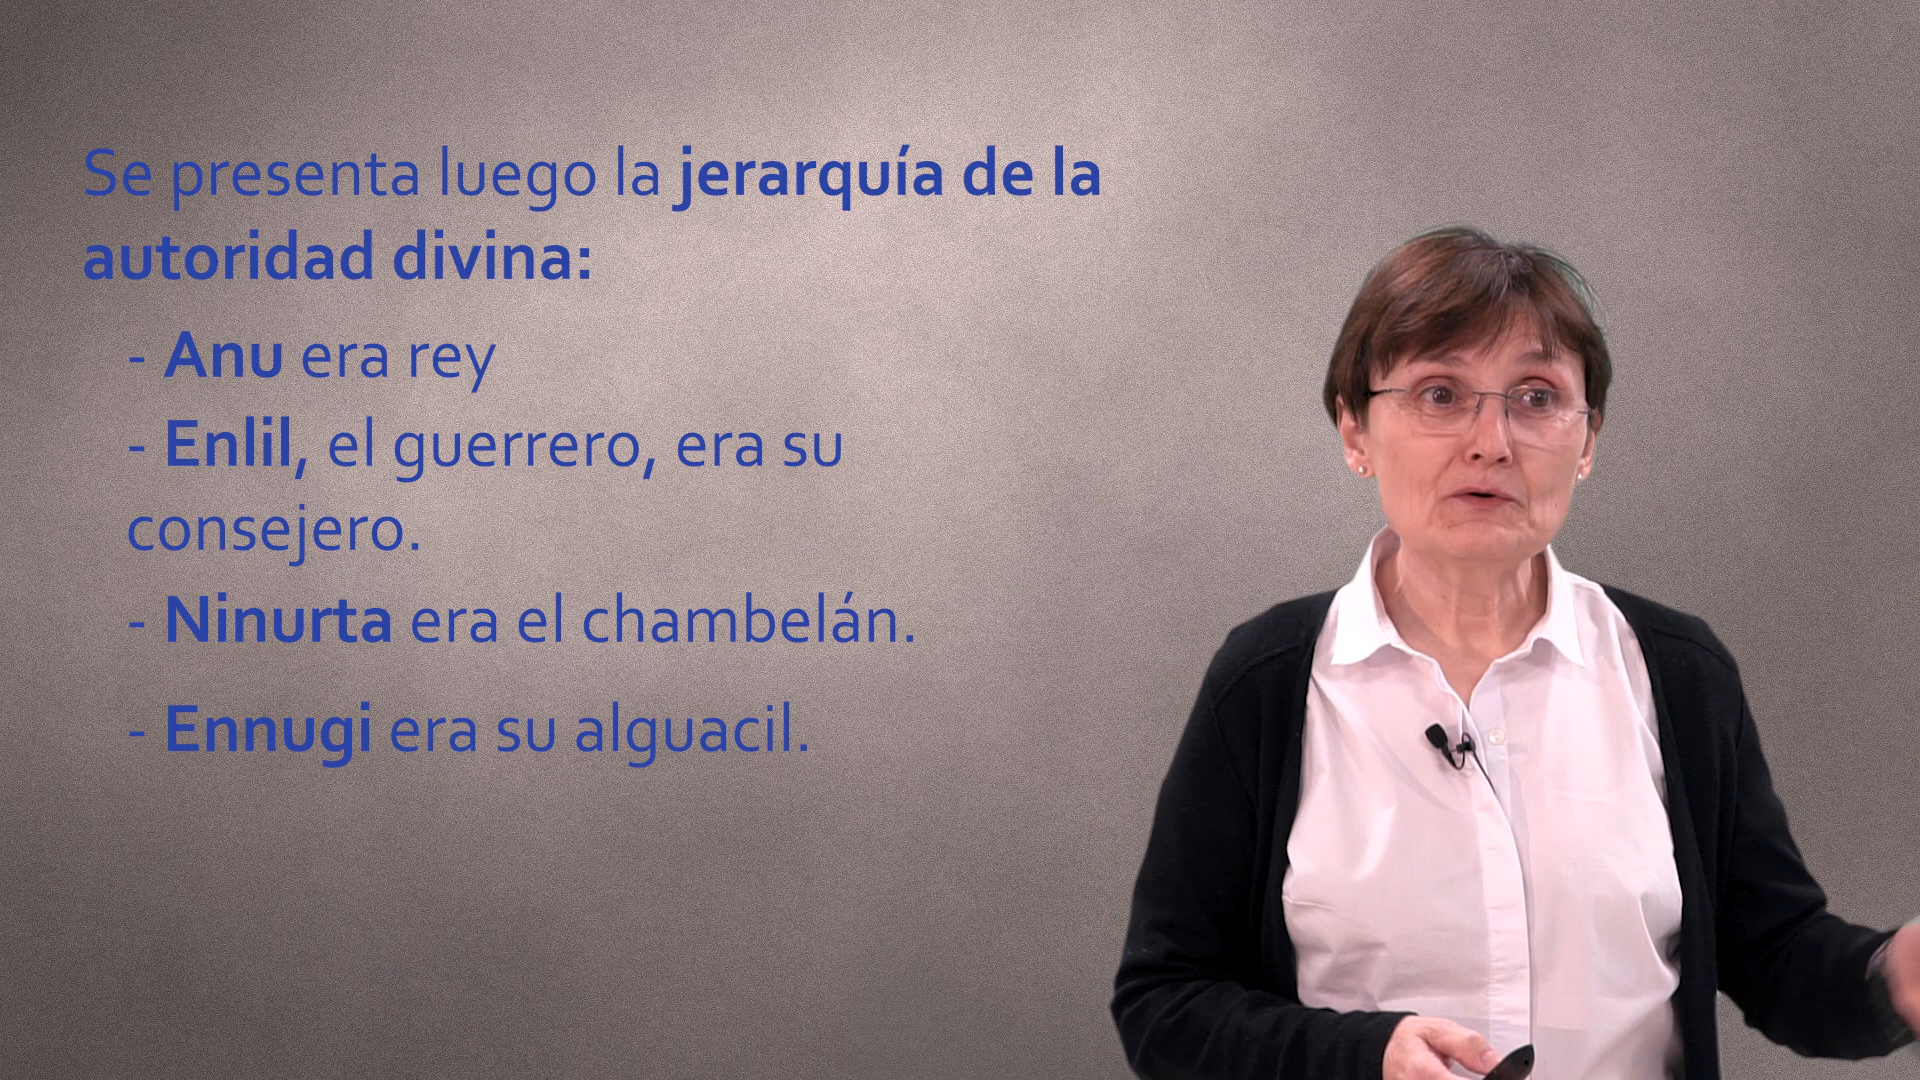 Se presenta luego la jerarquía de la
autoridad divina:
- Anu era rey
- Enlil, el guerrero, era su
consejero.
- Ninurta era el chambelán.
- Ennugi era su alguacil.